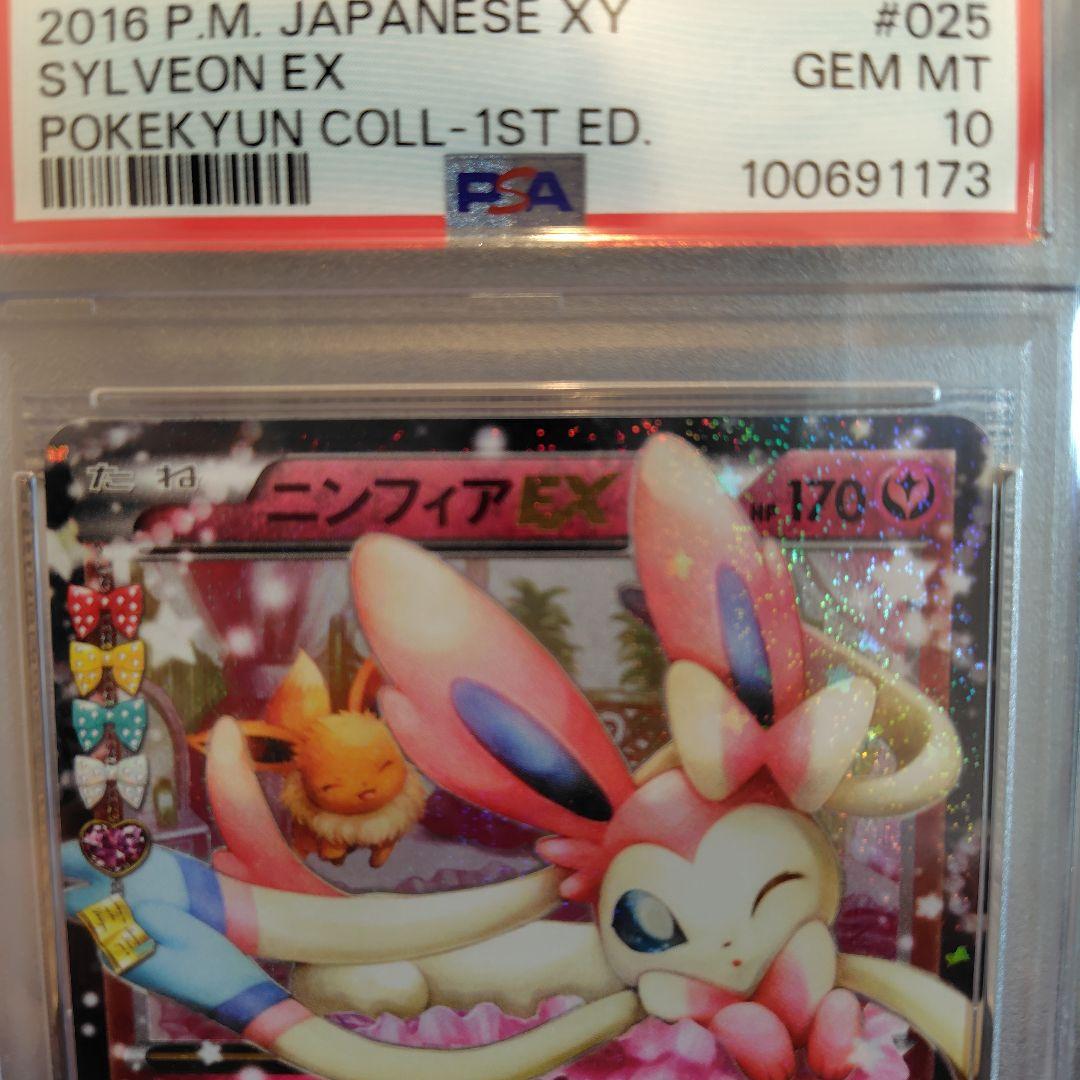 2016 P.M. JAPANESE XY #025
SYLVEON EX GEM MT
POKEKYUN COLL-1ST ED. 10
PSA 100691173
たね ニンフィアEX HP 170